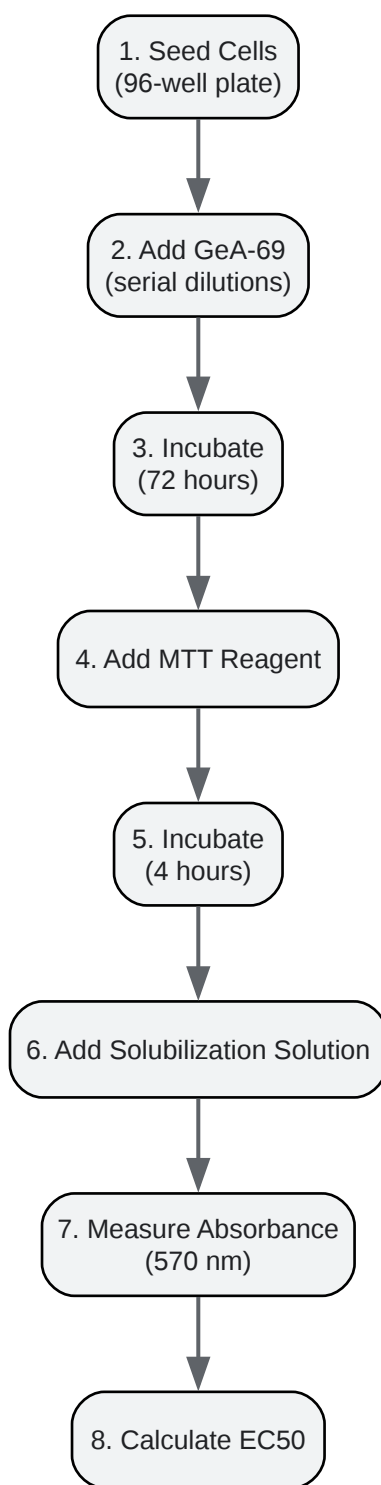 1. Seed Cells
(96-well plate)
2. Add GeA-69
(serial dilutions)
3. Incubate
(72 hours)
4. Add MTT Reagent
5. Incubate
(4 hours)
6. Add Solubilization Solution
7. Measure Absorbance
(570 nm)
8. Calculate EC50